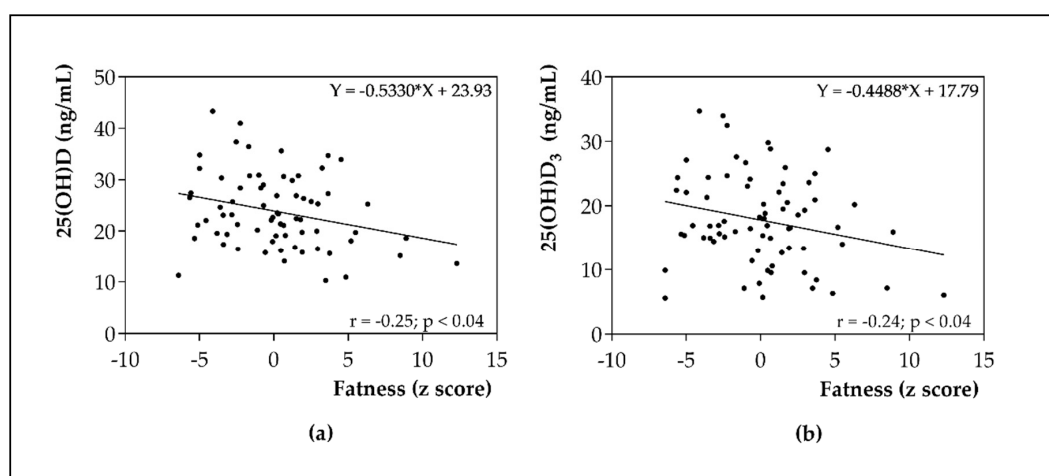 Y = -0.5330*X + 23.93
25(OH)D (ng/mL)
50
40
30
20
10
0
r = -0.25; p < 0.04
-10
-5
0
5
10
15
Fatness (z score)
(a)
Y = -0.4488*X + 17.79
25(OH)D₃ (ng/mL)
40
30
20
10
0
r = -0.24; p < 0.04
-10
-5
0
5
10
15
Fatness (z score)
(b)